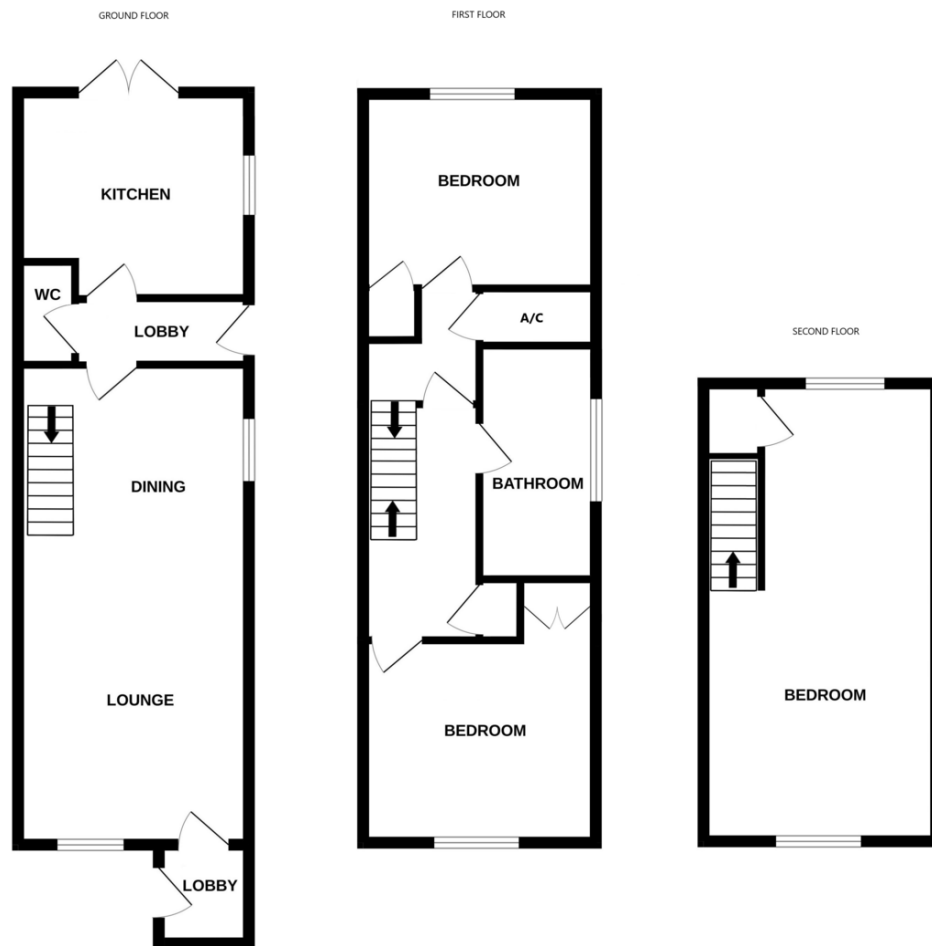 GROUND FLOOR
KITCHEN
WC
LOBBY
DINING
LOUNGE
LOBBY
FIRST FLOOR
BEDROOM
A/C
BATHROOM
BEDROOM
SECOND FLOOR
BEDROOM